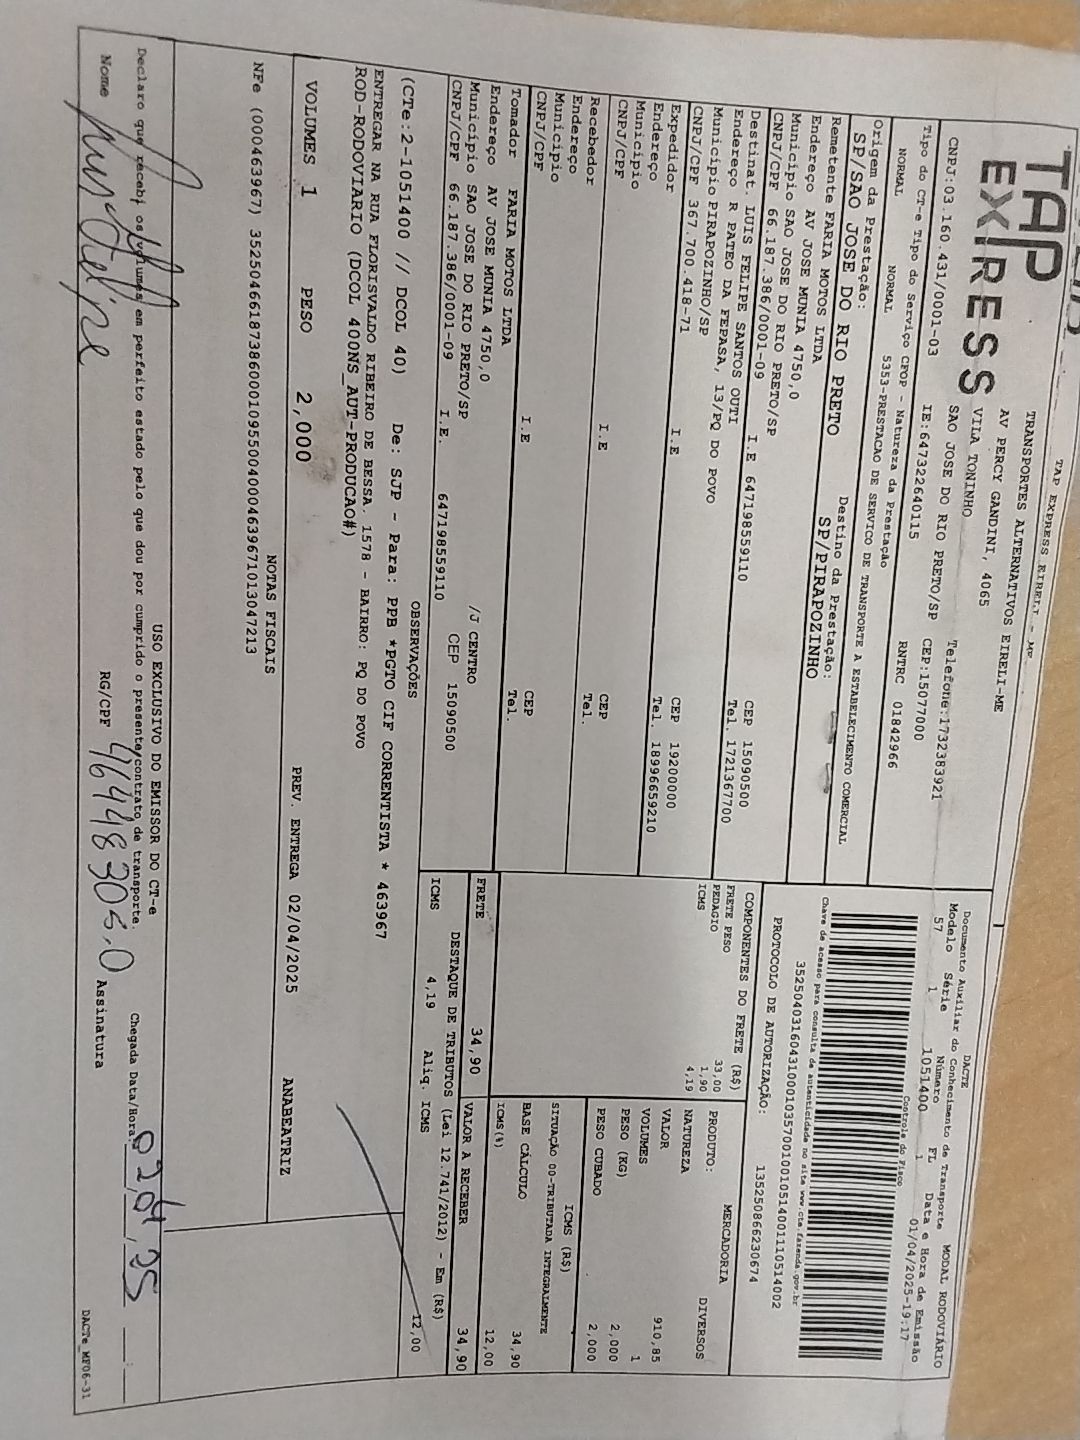 TAP EXPRESS EIRELI - ME
TAP
EXPRESS
TRANSPORTES ALTERNATIVOS EIRELI-ME
AV PERCY GANDINI, 4065
VILA TONINHO
SAO JOSE DO RIO PRETO/SP CEP:15077000
CNPJ:03.160.431/0001-03 IE:647322640115 Telefone:1732383921
Tipo do CT-e Tipo do Serviço CFOP - Natureza da Prestação RNTRC 01842966
NORMAL NORMAL 5353-PRESTACAO DE SERVICO DE TRANSPORTE A ESTABELECIMENTO COMERCIAL
Origem da Prestação: Destino da Prestação:
SP/SAO JOSE DO RIO PRETO SP/PIRAPOZINHO
DACTE
Documento Auxiliar do Conhecimento de Transporte MODAL RODOVIÁRIO
Modelo Série Número FL Data e Hora de Emissão
57 1 1051400 1 01/04/2025-19:17
Controle do Fisco
Chave de acesso para consulta de autenticidade no site www.cte.fazenda.gov.br
35250403160431000103570010010514001110514002
PROTOCOLO DE AUTORIZAÇÃO: 135250866230674
Remetente FARIA MOTOS LTDA
Endereço AV JOSE MUNIA 4750,0
Município SAO JOSE DO RIO PRETO/SP CEP 15090500
CNPJ/CPF 66.187.386/0001-09 I.E 647198559110 Tel. 1721367700
Destinat. LUIS FELIPE SANTOS OUTI
Endereço R PATEO DA FEPASA, 13/PQ DO POVO
Município PIRAPOZINHO/SP CEP 19200000
CNPJ/CPF 367.700.418-71 I.E Tel. 18996659210
Expedidor
Endereço
Município CEP
CNPJ/CPF I.E Tel.
Recebedor
Endereço
Município CEP
CNPJ/CPF I.E Tel.
Tomador FARIA MOTOS LTDA
Endereço AV JOSE MUNIA 4750,0 /J CENTRO
Município SAO JOSE DO RIO PRETO/SP CEP 15090500
CNPJ/CPF 66.187.386/0001-09 I.E. 647198559110
COMPONENTES DO FRETE (R$)
FRETE PESO 33,00
PEDAGIO 1,90
ICMS 4,19
PRODUTO: MERCADORIA
NATUREZA DIVERSOS
VALOR 910,85
VOLUMES 1
PESO (KG) 2,000
PESO CUBADO 2,000
ICMS (R$)
SITUAÇÃO 00-TRIBUTADA INTEGRALMENTE
BASE CÁLCULO 34,90
ICMS(%) 12,00
FRETE 34,90 VALOR A RECEBER 34,90
DESTAQUE DE TRIBUTOS (Lei 12.741/2012) - Em (R$)
ICMS 4,19 Aliq. ICMS 12,00
OBSERVAÇÕES
(CTe:2-1051400 // DCOL 40) De: SJP - Para: PPB *PGTO CIF CORRENTISTA * 463967
ENTREGAR NA RUA FLORISVALDO RIBEIRO DE BESSA, 1578 - BAIRRO: PQ DO POVO
ROD-RODOVIARIO (DCOL 400NS_AUT-PRODUCAO#)
VOLUMES 1 PESO 2,000 PREV. ENTREGA 02/04/2025 ANABEATRIZ
NOTAS FISCAIS
NFe (000463967) 35250466187386000109550040004639671013047213
USO EXCLUSIVO DO EMISSOR DO CT-e
Declaro que recebi os volumes em perfeito estado pelo que dou por cumprido o presente contrato de transporte. Chegada Data/Hora: 02,04,25
Nome RG/CPF Assinatura
DACTe_MF06-31